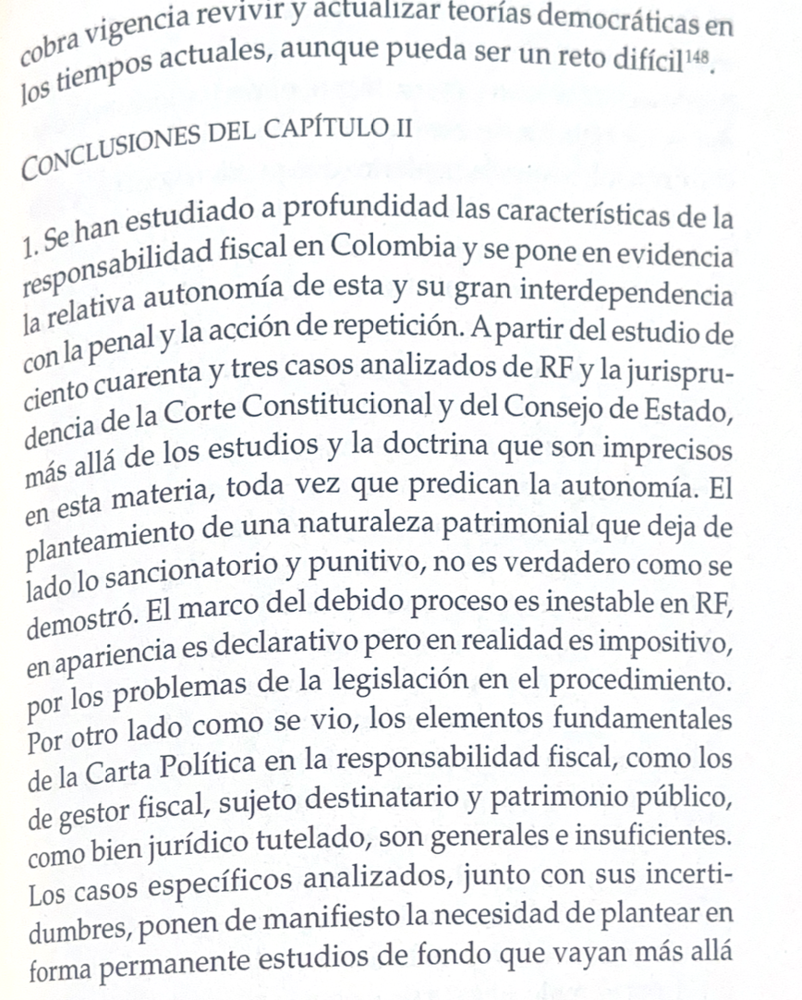 cobra vigencia revivir y actualizar teorías democráticas en
los tiempos actuales, aunque pueda ser un reto difícil¹⁴⁸.
CONCLUSIONES DEL CAPÍTULO II
1. Se han estudiado a profundidad las características de la
responsabilidad fiscal en Colombia y se pone en evidencia
la relativa autonomía de esta y su gran interdependencia
con la penal y la acción de repetición. A partir del estudio de
ciento cuarenta y tres casos analizados de RF y la jurispru-
dencia de la Corte Constitucional y del Consejo de Estado,
más allá de los estudios y la doctrina que son imprecisos
en esta materia, toda vez que predican la autonomía. El
planteamiento de una naturaleza patrimonial que deja de
lado lo sancionatorio y punitivo, no es verdadero como se
demostró. El marco del debido proceso es inestable en RF,
en apariencia es declarativo pero en realidad es impositivo,
por los problemas de la legislación en el procedimiento.
Por otro lado como se vio, los elementos fundamentales
de la Carta Política en la responsabilidad fiscal, como los
de gestor fiscal, sujeto destinatario y patrimonio público,
como bien jurídico tutelado, son generales e insuficientes.
Los casos específicos analizados, junto con sus incerti-
dumbres, ponen de manifiesto la necesidad de plantear en
forma permanente estudios de fondo que vayan más allá